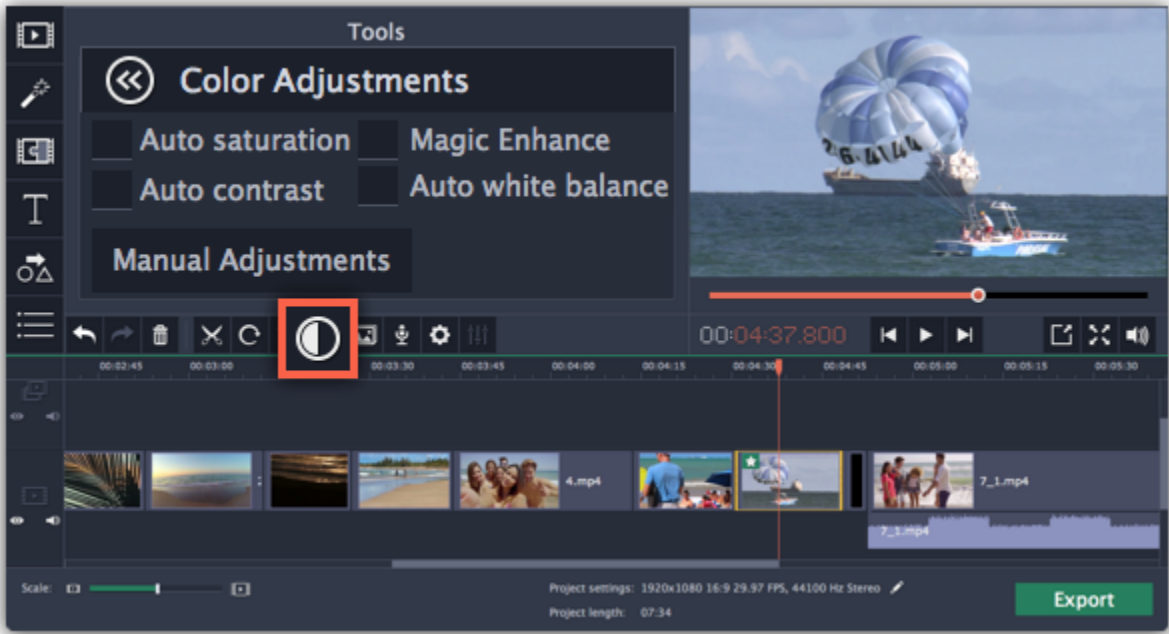 Tools
Color Adjustments
Auto saturation
Magic Enhance
Auto contrast
Auto white balance
Manual Adjustments
00:04:37.800
00:02:45 00:03:00 00:03:30 00:03:45 00:04:00 00:04:15 00:04:30 00:04:45 00:05:00 00:05:15 00:05:30
4.mp4
7_1.mp4
7_1.mp4
Scale:
Project settings: 1920x1080 16:9 29.97 FPS, 44100 Hz Stereo
Project length: 07:34
Export